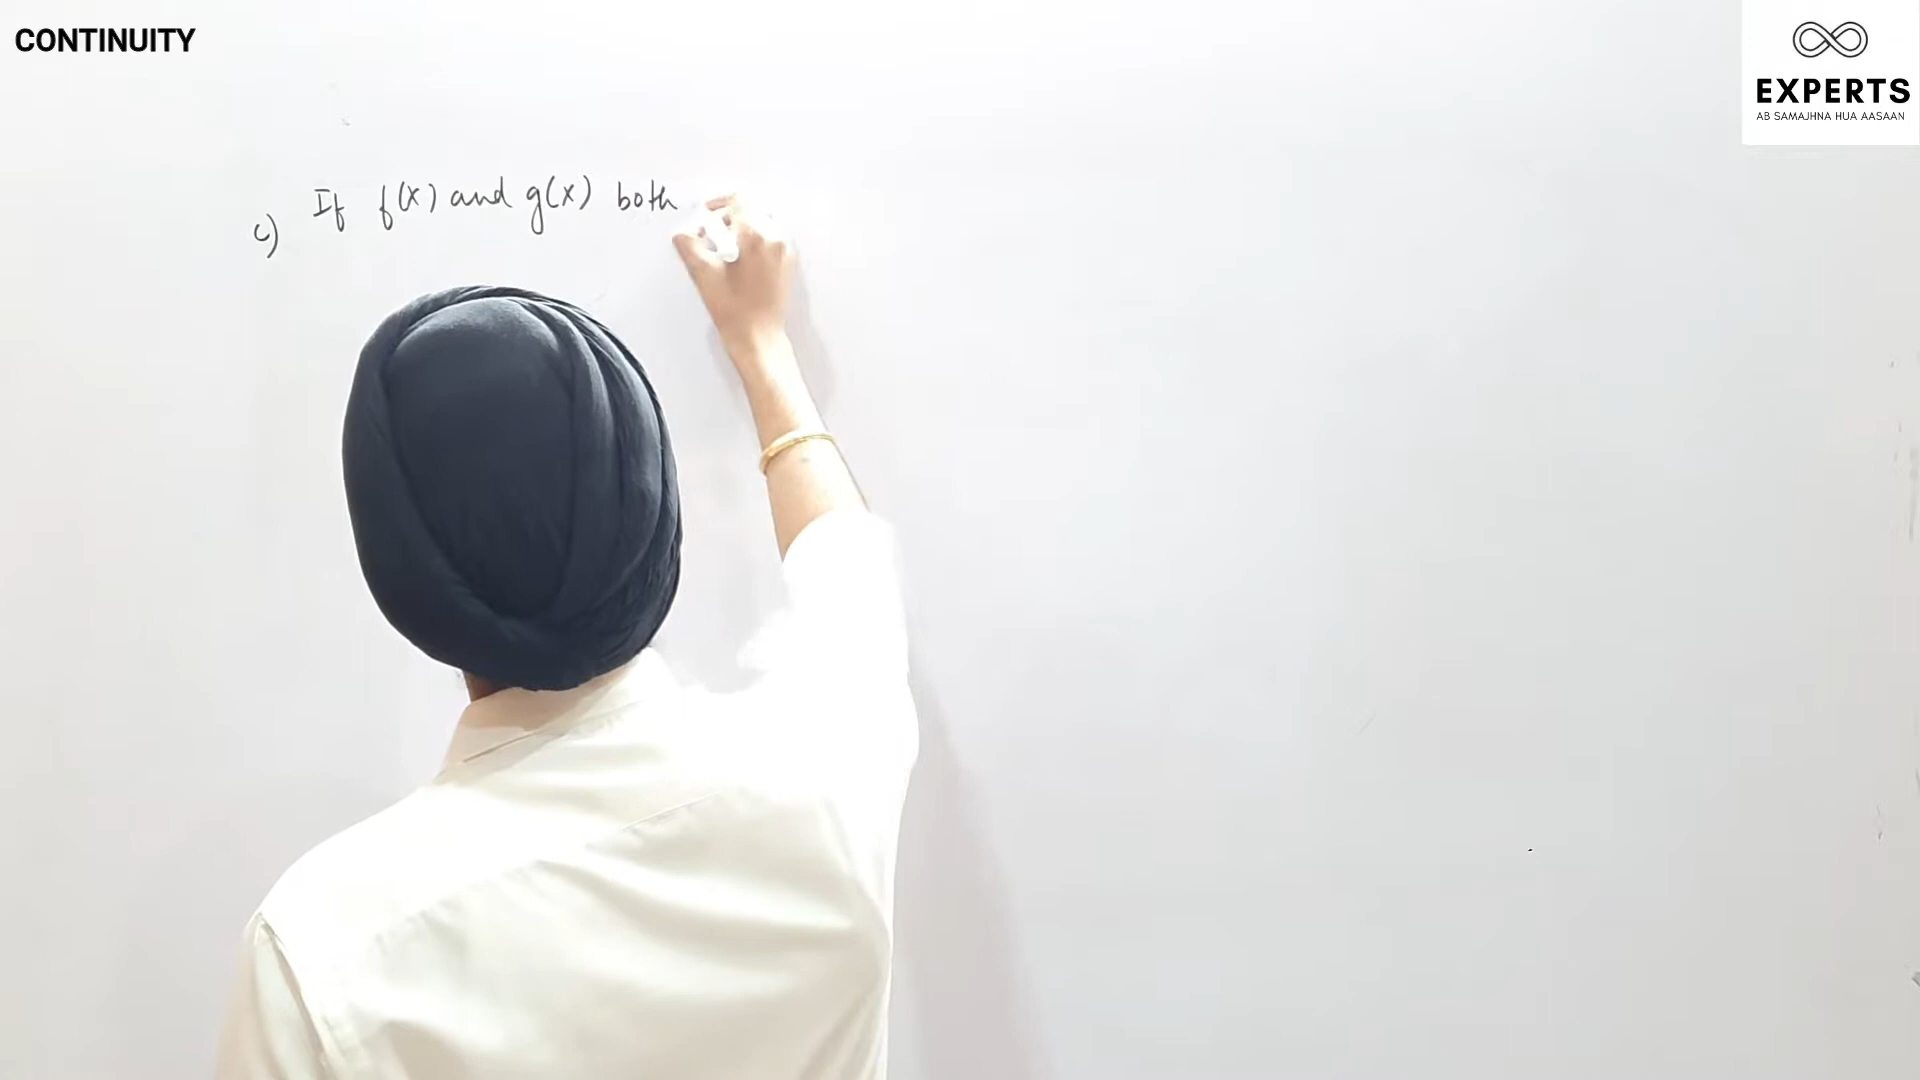 CONTINUITY
EXPERTS
AB SAMAJHNA HUA AASAAN
c) If f(x) and g(x) both